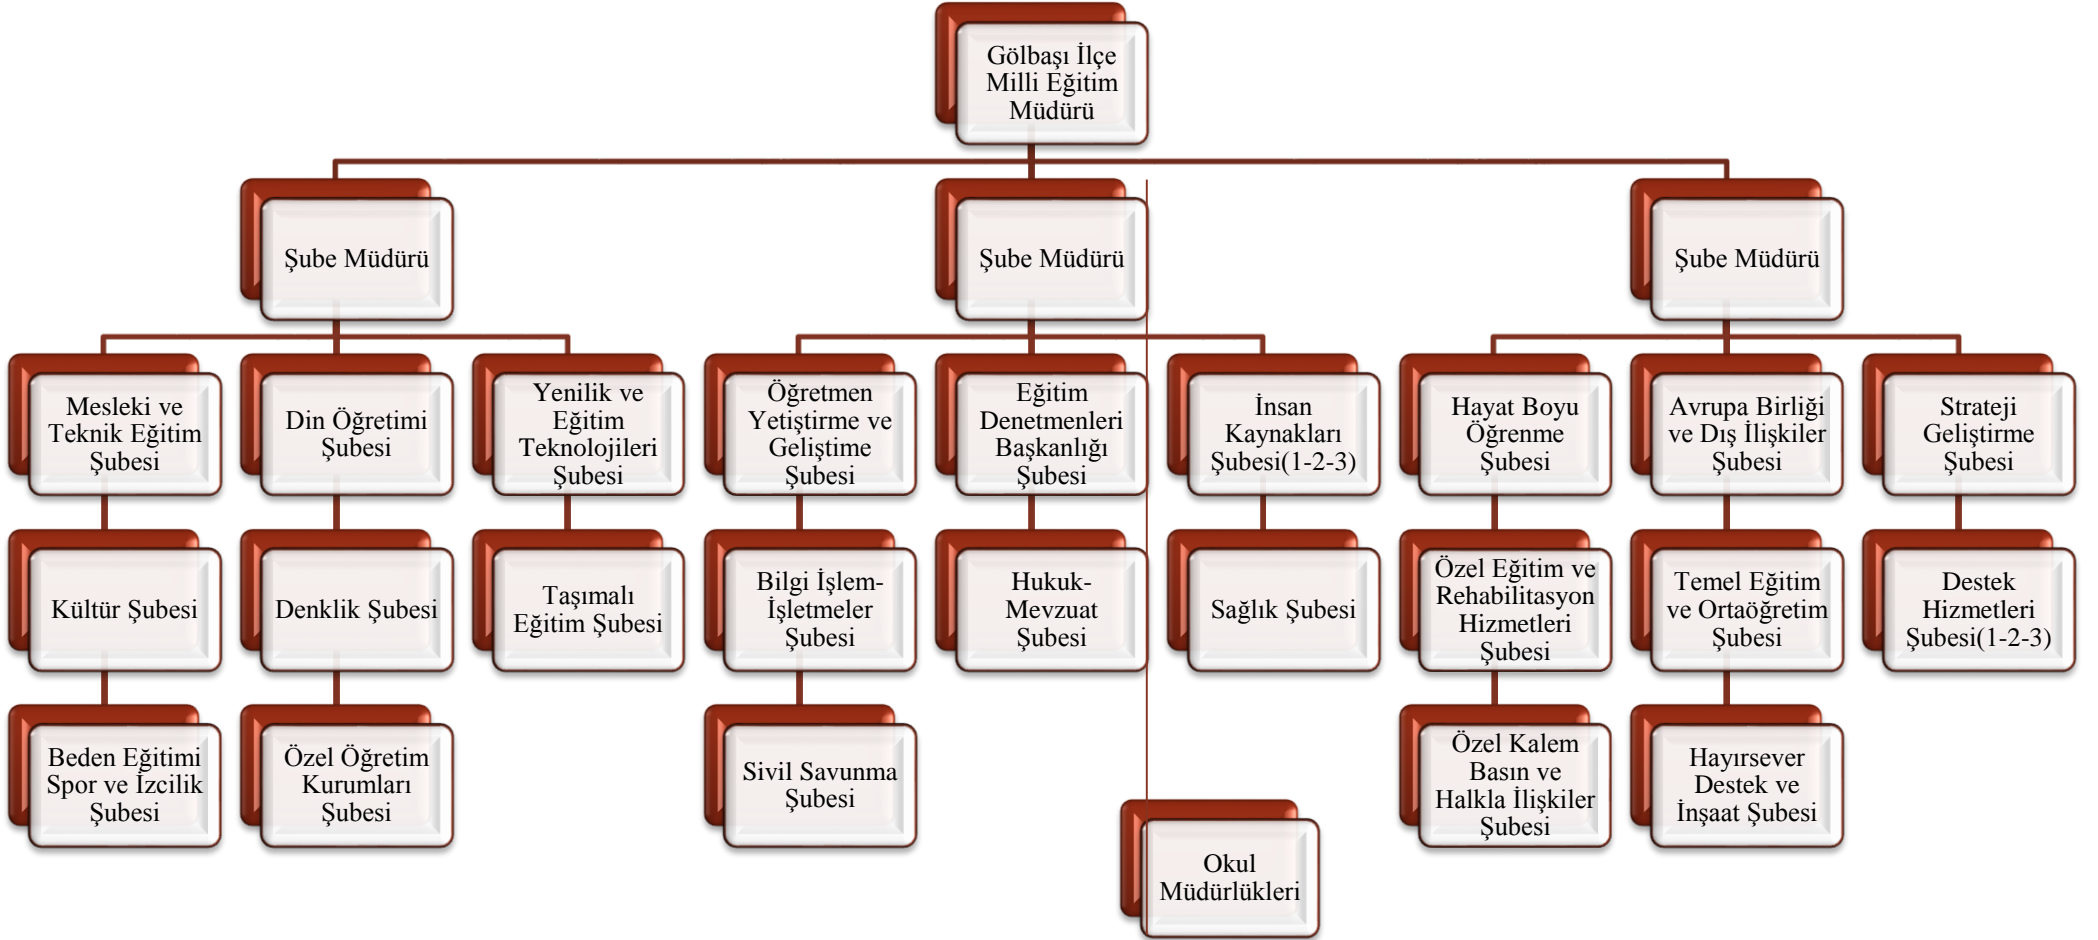 Gölbaşı İlçe
Milli Eğitim
Müdürü
Şube Müdürü
Şube Müdürü
Şube Müdürü
Mesleki ve
Teknik Eğitim
Şubesi
Din Öğretimi
Şubesi
Yenilik ve
Eğitim
Teknolojileri
Şubesi
Öğretmen
Yetiştirme ve
Geliştime
Şubesi
Eğitim
Denetmenleri
Başkanlığı
Şubesi
İnsan
Kaynakları
Şubesi(1-2-3)
Hayat Boyu
Öğrenme
Şubesi
Avrupa Birliği
ve Dış İlişkiler
Şubesi
Strateji
Geliştirme
Şubesi
Kültür Şubesi
Denklik Şubesi
Taşımalı
Eğitim Şubesi
Bilgi İşlem-
İşletmeler
Şubesi
Hukuk-
Mevzuat
Şubesi
Sağlık Şubesi
Özel Eğitim ve
Rehabilitasyon
Hizmetleri
Şubesi
Temel Eğitim
ve Ortaöğretim
Şubesi
Destek
Hizmetleri
Şubesi(1-2-3)
Beden Eğitimi
Spor ve İzcilik
Şubesi
Özel Öğretim
Kurumları
Şubesi
Sivil Savunma
Şubesi
Özel Kalem
Basın ve
Halkla İlişkiler
Şubesi
Hayırsever
Destek ve
İnşaat Şubesi
Okul
Müdürlükleri